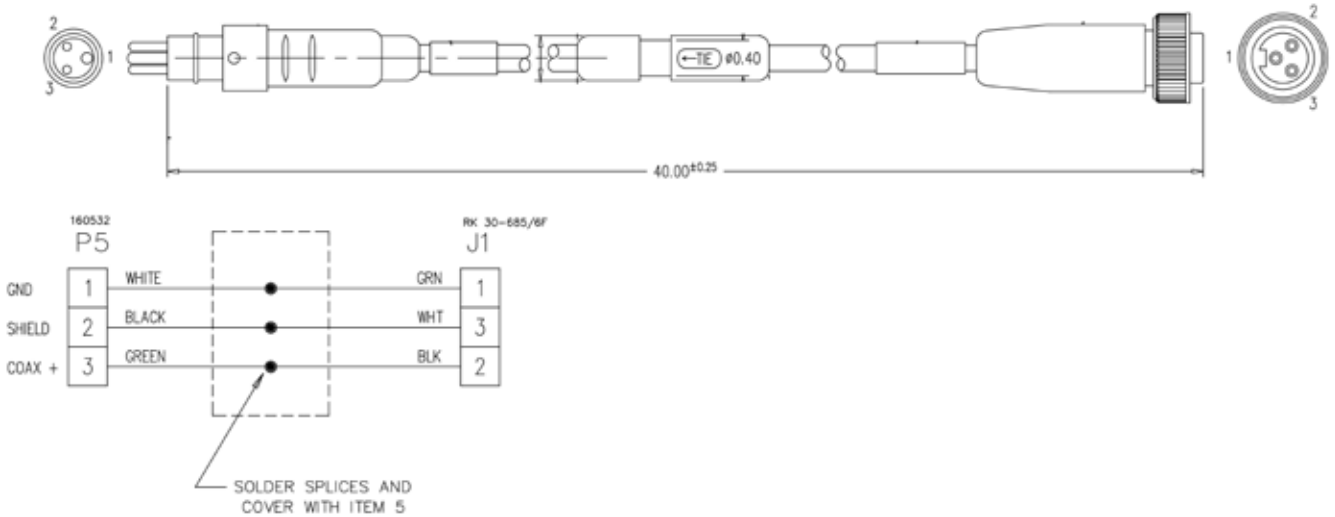 2
1
3
←TIE ø0.40
2
1
3
40.00±0.25
160532
P5
RK 30-685/6F
J1
GND 1 WHITE GRN 1
SHIELD 2 BLACK WHT 3
COAX + 3 GREEN BLK 2
SOLDER SPLICES AND
COVER WITH ITEM 5